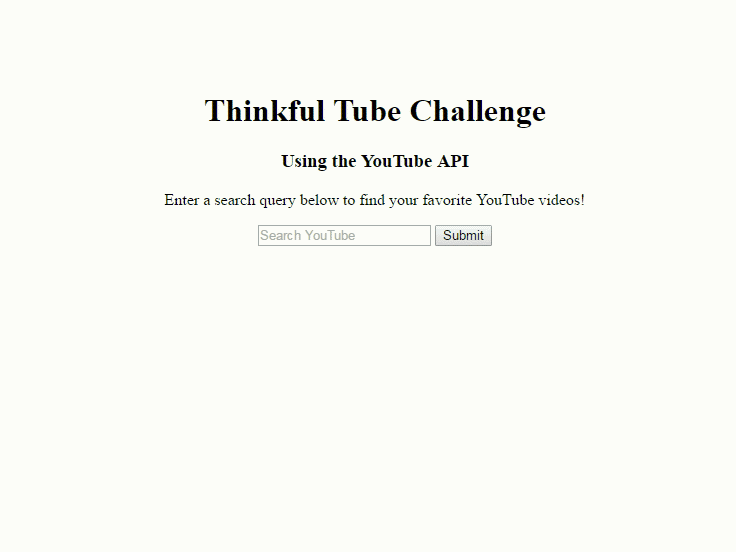 Thinkful Tube Challenge
Using the YouTube API
Enter a search query below to find your favorite YouTube videos!
Search YouTube Submit